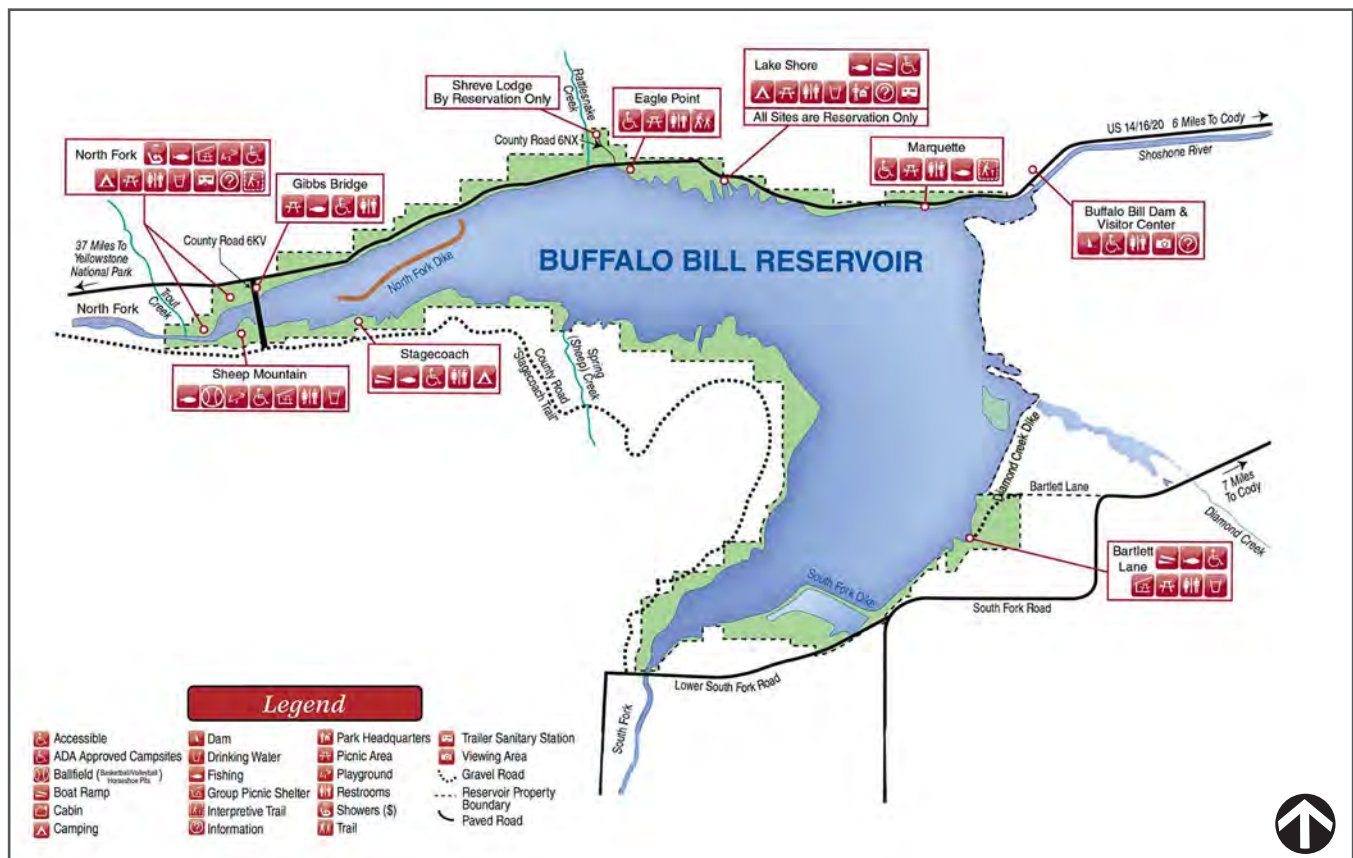 Rattlesnake
Creek
Shreve Lodge
By Reservation Only
County Road 6NX
Eagle Point
Lake Shore
All Sites are Reservation Only
US 14/16/20 6 Miles To Cody
Shoshone River
Marquette
Buffalo Bill Dam &
Visitor Center
North Fork
Gibbs Bridge
County Road 6KV
37 Miles To
Yellowstone
National Park
Trout
Creek
North Fork
North Fork Dike
BUFFALO BILL RESERVOIR
Sheep Mountain
Stagecoach
County Road
"Stagecoach Trail"
Spring
(Sheep) Creek
Diamond Creek Dike
Bartlett Lane
7 Miles
To Cody
Diamond Creek
Bartlett
Lane
South Fork Dike
South Fork Road
Lower South Fork Road
South Fork
Legend
Accessible
ADA Approved Campsites
Ballfield (Basketball/Volleyball
Horseshoe Pits)
Boat Ramp
Cabin
Camping
Dam
Drinking Water
Fishing
Group Picnic Shelter
Interpretive Trail
Information
Park Headquarters
Picnic Area
Playground
Restrooms
Showers ($)
Trail
Trailer Sanitary Station
Viewing Area
Gravel Road
Reservoir Property
Boundary
Paved Road